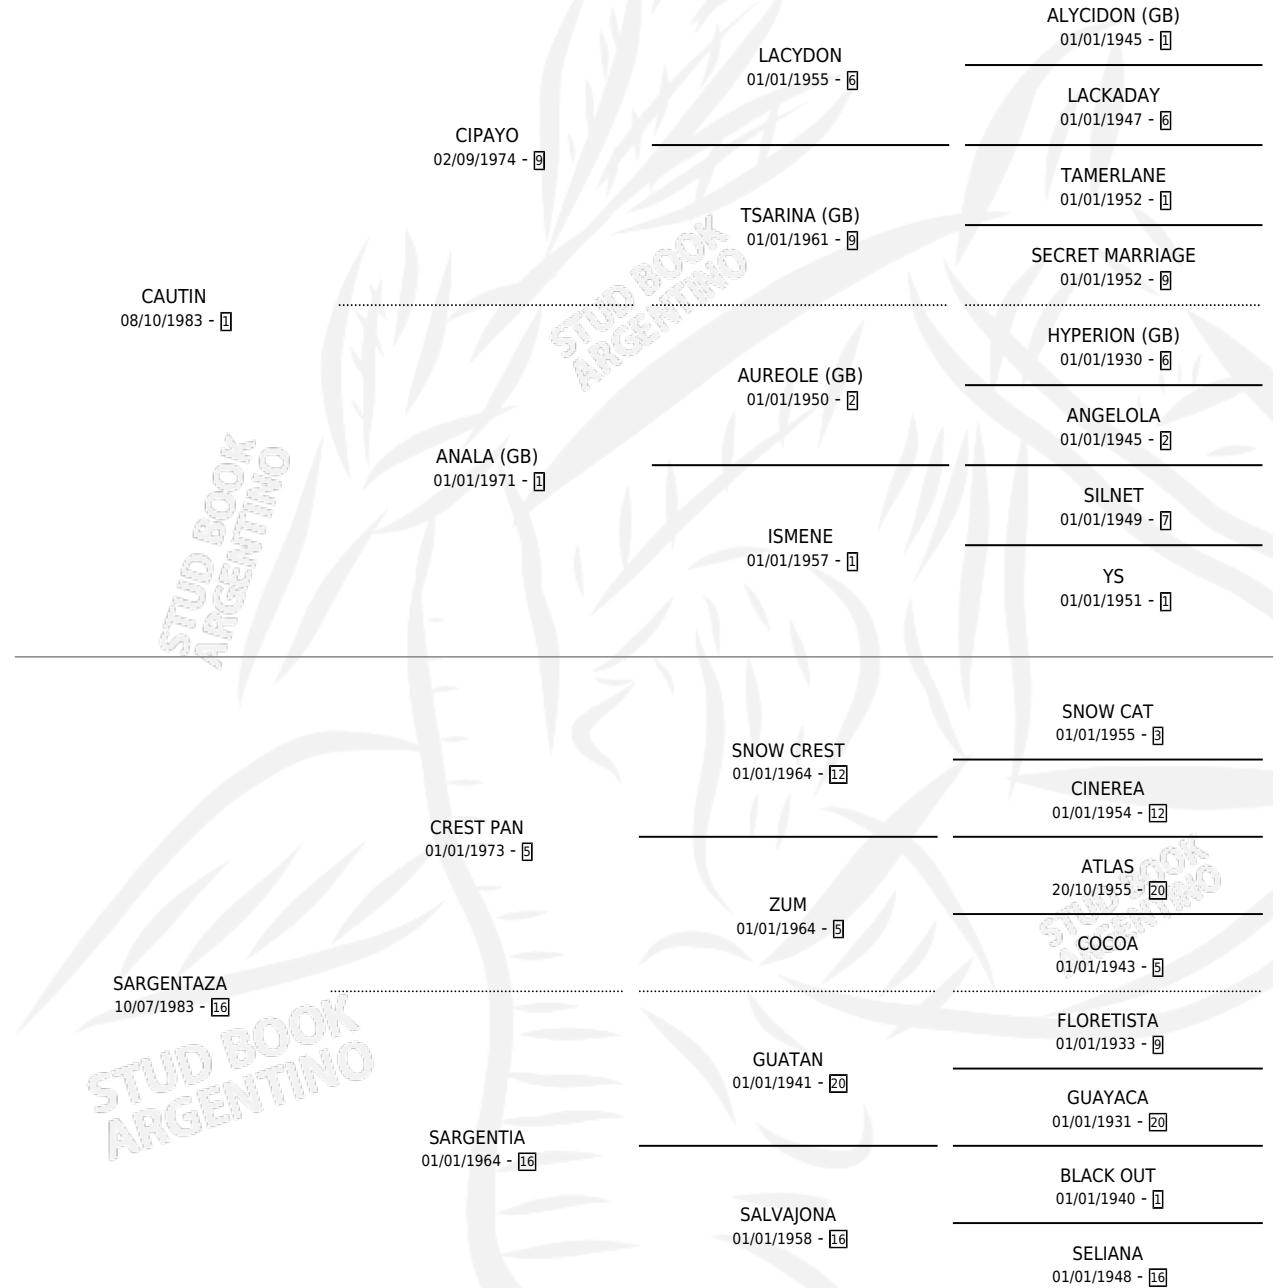 ALYCIDON (GB)
01/01/1945 - 1
LACYDON
01/01/1955 - 6
LACKADAY
01/01/1947 - 6
CIPAYO
02/09/1974 - 9
TAMERLANE
01/01/1952 - 1
TSARINA (GB)
01/01/1961 - 9
SECRET MARRIAGE
01/01/1952 - 9
CAUTIN
08/10/1983 - 1
STUD BOOK
ARGENTINO
HYPERION (GB)
01/01/1930 - 6
AUREOLE (GB)
01/01/1950 - 2
ANGELOLA
01/01/1945 - 2
ANALA (GB)
01/01/1971 - 1
SILNET
01/01/1949 - 7
ISMENE
01/01/1957 - 1
YS
01/01/1951 - 1
STUD BOOK
ARGENTINO
SNOW CAT
01/01/1955 - 3
SNOW CREST
01/01/1964 - 12
CINEREA
01/01/1954 - 12
CREST PAN
01/01/1973 - 5
ATLAS
20/10/1955 - 20
ZUM
01/01/1964 - 5
COCOA
01/01/1943 - 5
STUD BOOK
ARGENTINO
SARGENTAZA
10/07/1983 - 16
FLORETISTA
01/01/1933 - 9
GUATAN
01/01/1941 - 20
GUAYACA
01/01/1931 - 20
STUD BOOK
ARGENTINO
SARGENTIA
01/01/1964 - 16
BLACK OUT
01/01/1940 - 1
SALVAJONA
01/01/1958 - 16
SELIANA
01/01/1948 - 16